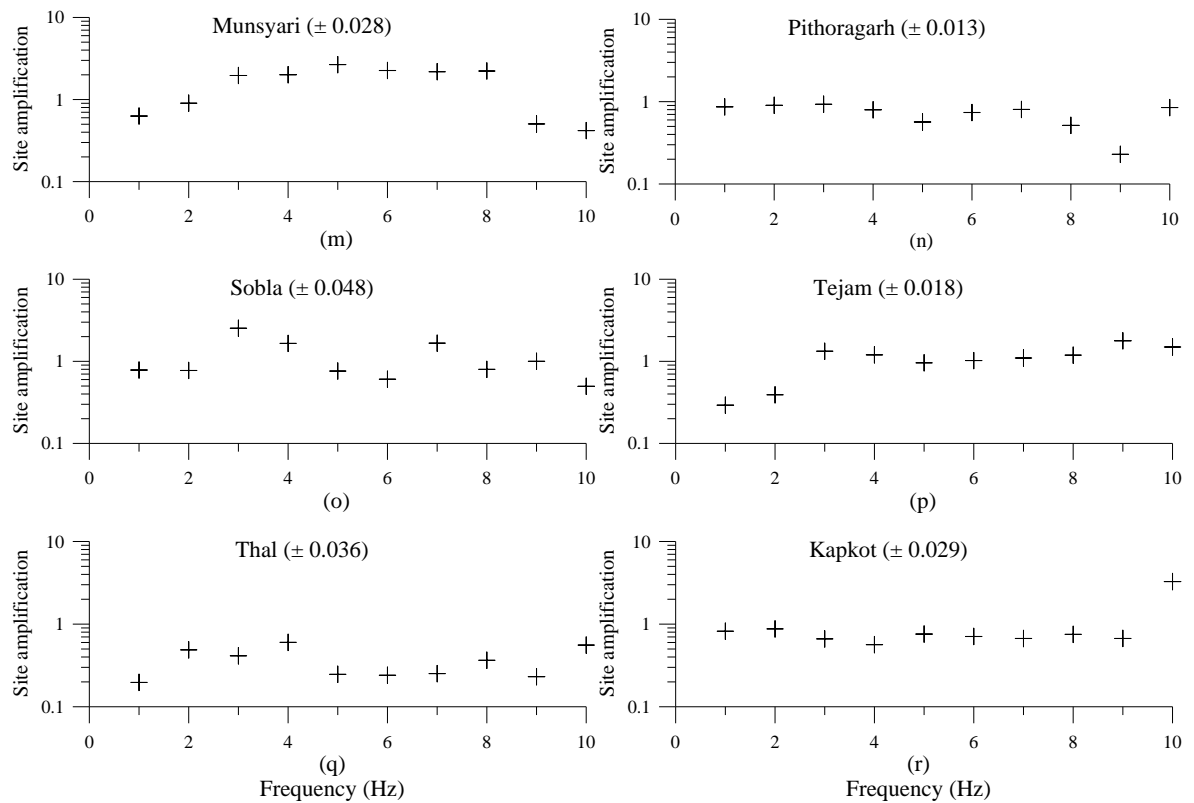 Munsyari (± 0.028)
Site amplification
10
1
0.1
0 2 4 6 8 10
(m)
Pithoragarh (± 0.013)
Site amplification
10
1
0.1
0 2 4 6 8 10
(n)
Sobla (± 0.048)
Site amplification
10
1
0.1
0 2 4 6 8 10
(o)
Tejam (± 0.018)
Site amplification
10
1
0.1
0 2 4 6 8 10
(p)
Thal (± 0.036)
Site amplification
10
1
0.1
0 2 4 6 8 10
(q)
Frequency (Hz)
Kapkot (± 0.029)
Site amplification
10
1
0.1
0 2 4 6 8 10
(r)
Frequency (Hz)